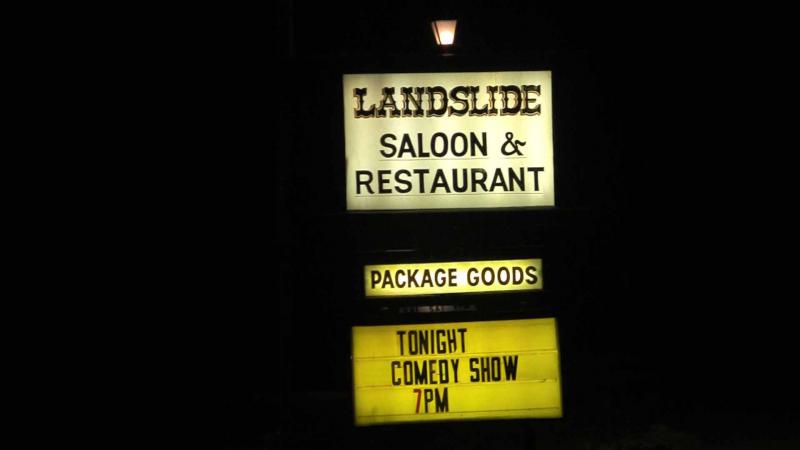 LANDSLIDE
SALOON &
RESTAURANT
PACKAGE GOODS
TONIGHT
COMEDY SHOW
7PM